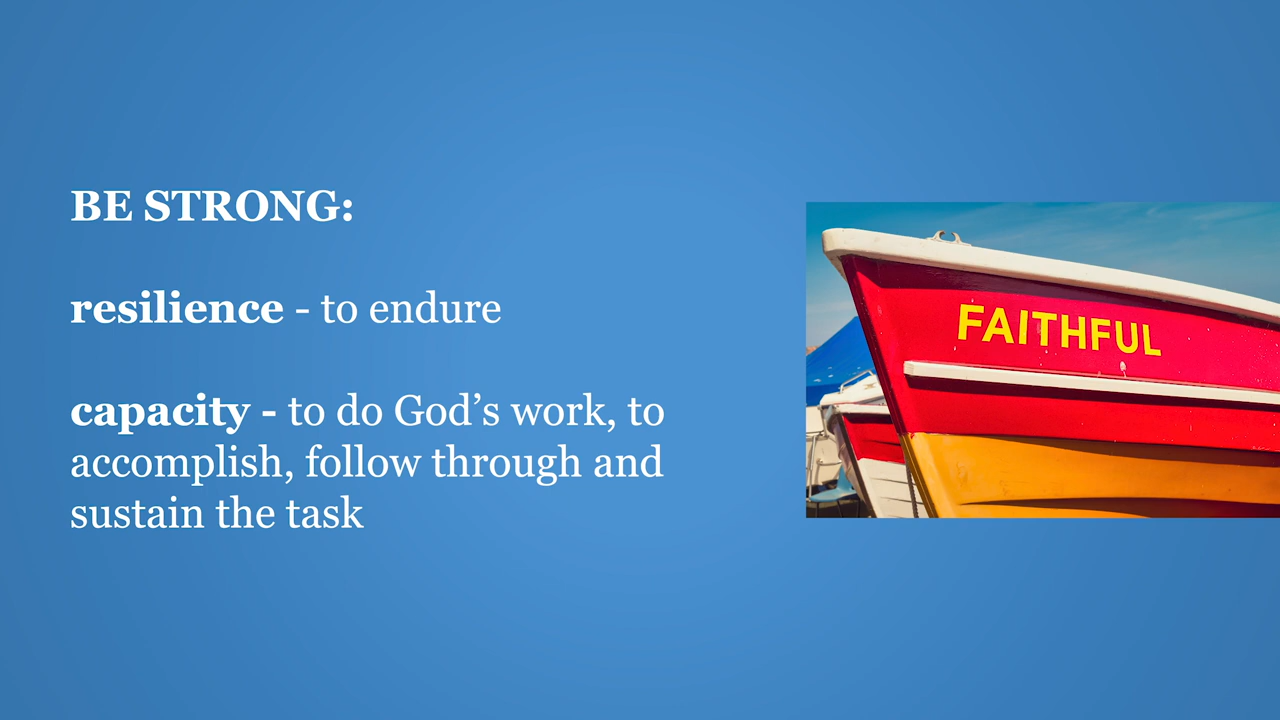 BE STRONG:
resilience - to endure
capacity - to do God’s work, to
accomplish, follow through and
sustain the task
FAITHFUL